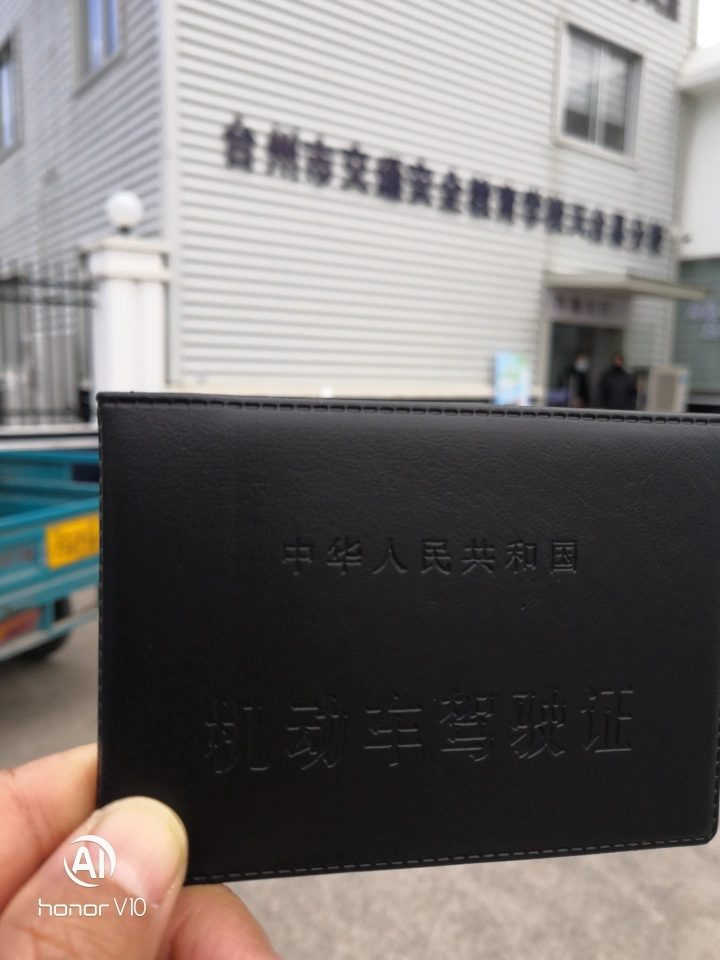 台州市交通安全教育学校天台县分校
中华人民共和国
机动车驾驶证
AI
honor V10